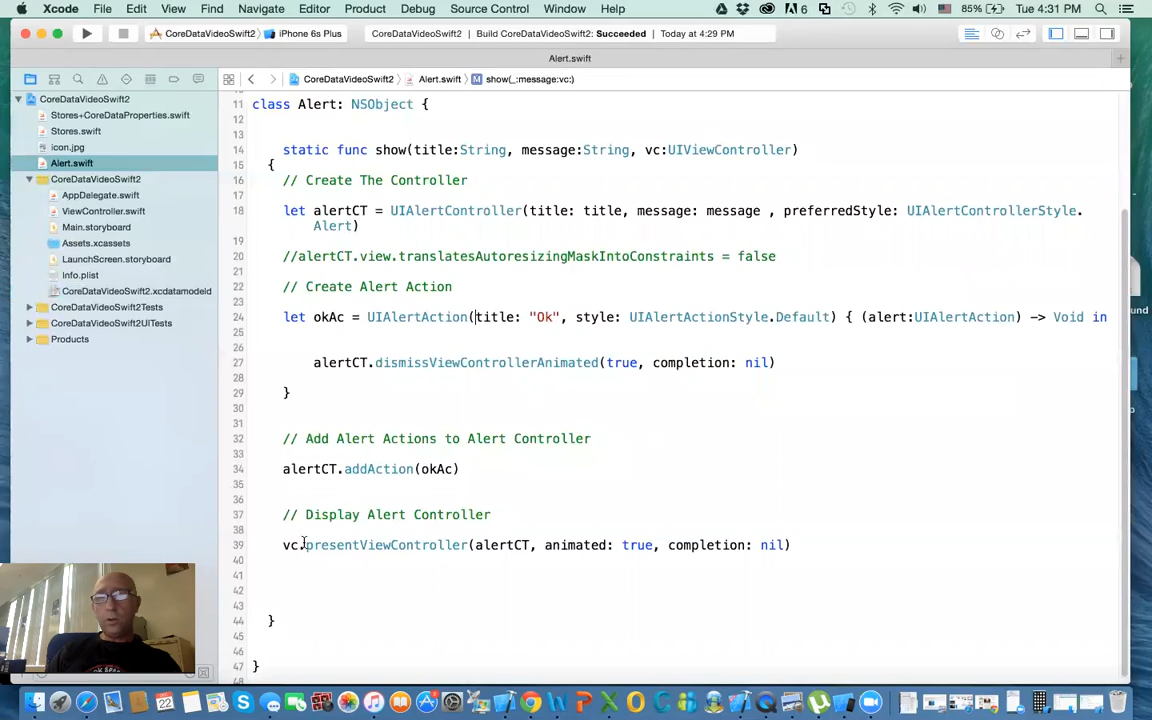 Xcode File Edit View Find Navigate Editor Product Debug Source Control Window Help 6 85% Tue 4:31 PM
CoreDataVideoSwift2 iPhone 6s Plus CoreDataVideoSwift2 Build CoreDataVideoSwift2: Succeeded Today at 4:29 PM
Alert.swift
CoreDataVideoSwift2 Alert.swift show(_:message:vc:)
CoreDataVideoSwift2
Stores+CoreDataProperties.swift
Stores.swift
icon.jpg
Alert.swift
CoreDataVideoSwift2
AppDelegate.swift
ViewController.swift
Main.storyboard
Assets.xcassets
LaunchScreen.storyboard
Info.plist
CoreDataVideoSwift2.xcdatamodeld
CoreDataVideoSwift2Tests
CoreDataVideoSwift2UITests
Products
11 class Alert: NSObject {
12
13
14 static func show(title:String, message:String, vc:UIViewController)
15 {
16 // Create The Controller
17
18 let alertCT = UIAlertController(title: title, message: message , preferredStyle: UIAlertControllerStyle.
Alert)
19
20 //alertCT.view.translatesAutoresizingMaskIntoConstraints = false
21
22 // Create Alert Action
23
24 let okAc = UIAlertAction(title: "Ok", style: UIAlertActionStyle.Default) { (alert:UIAlertAction) -> Void in
25
26
27 alertCT.dismissViewControllerAnimated(true, completion: nil)
28
29 }
30
31
32 // Add Alert Actions to Alert Controller
33
34 alertCT.addAction(okAc)
35
36
37 // Display Alert Controller
38
39 vc.presentViewController(alertCT, animated: true, completion: nil)
40
41
42
43
44 }
45
46
47 }
48